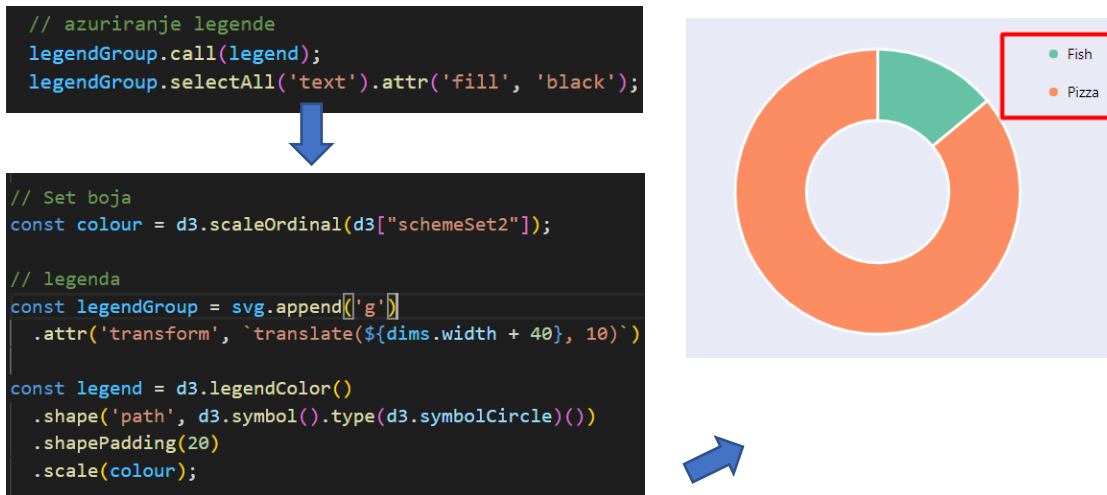 // azuriranje legende
legendGroup.call(legend);
legendGroup.selectAll('text').attr('fill', 'black');
// Set boja
const colour = d3.scaleOrdinal(d3["schemeSet2"]);
// legenda
const legendGroup = svg.append('g')
.attr('transform', `translate(${dims.width + 40}, 10)`)
const legend = d3.legendColor()
.shape('path', d3.symbol().type(d3.symbolCircle)())
.shapePadding(20)
.scale(colour);
Fish
Pizza